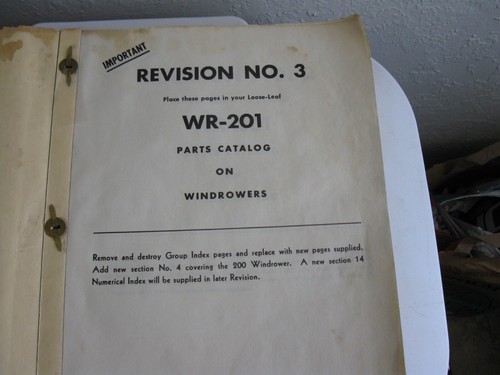 IMPORTANT
REVISION NO. 3
Place these pages in your Loose-Leaf
WR-201
PARTS CATALOG
ON
WINDROWERS
Remove and destroy Group Index pages and replace with new pages supplied.
Add new section No. 4 covering the 200 Windrower. A new section 14
Numerical Index will be supplied in later Revision.